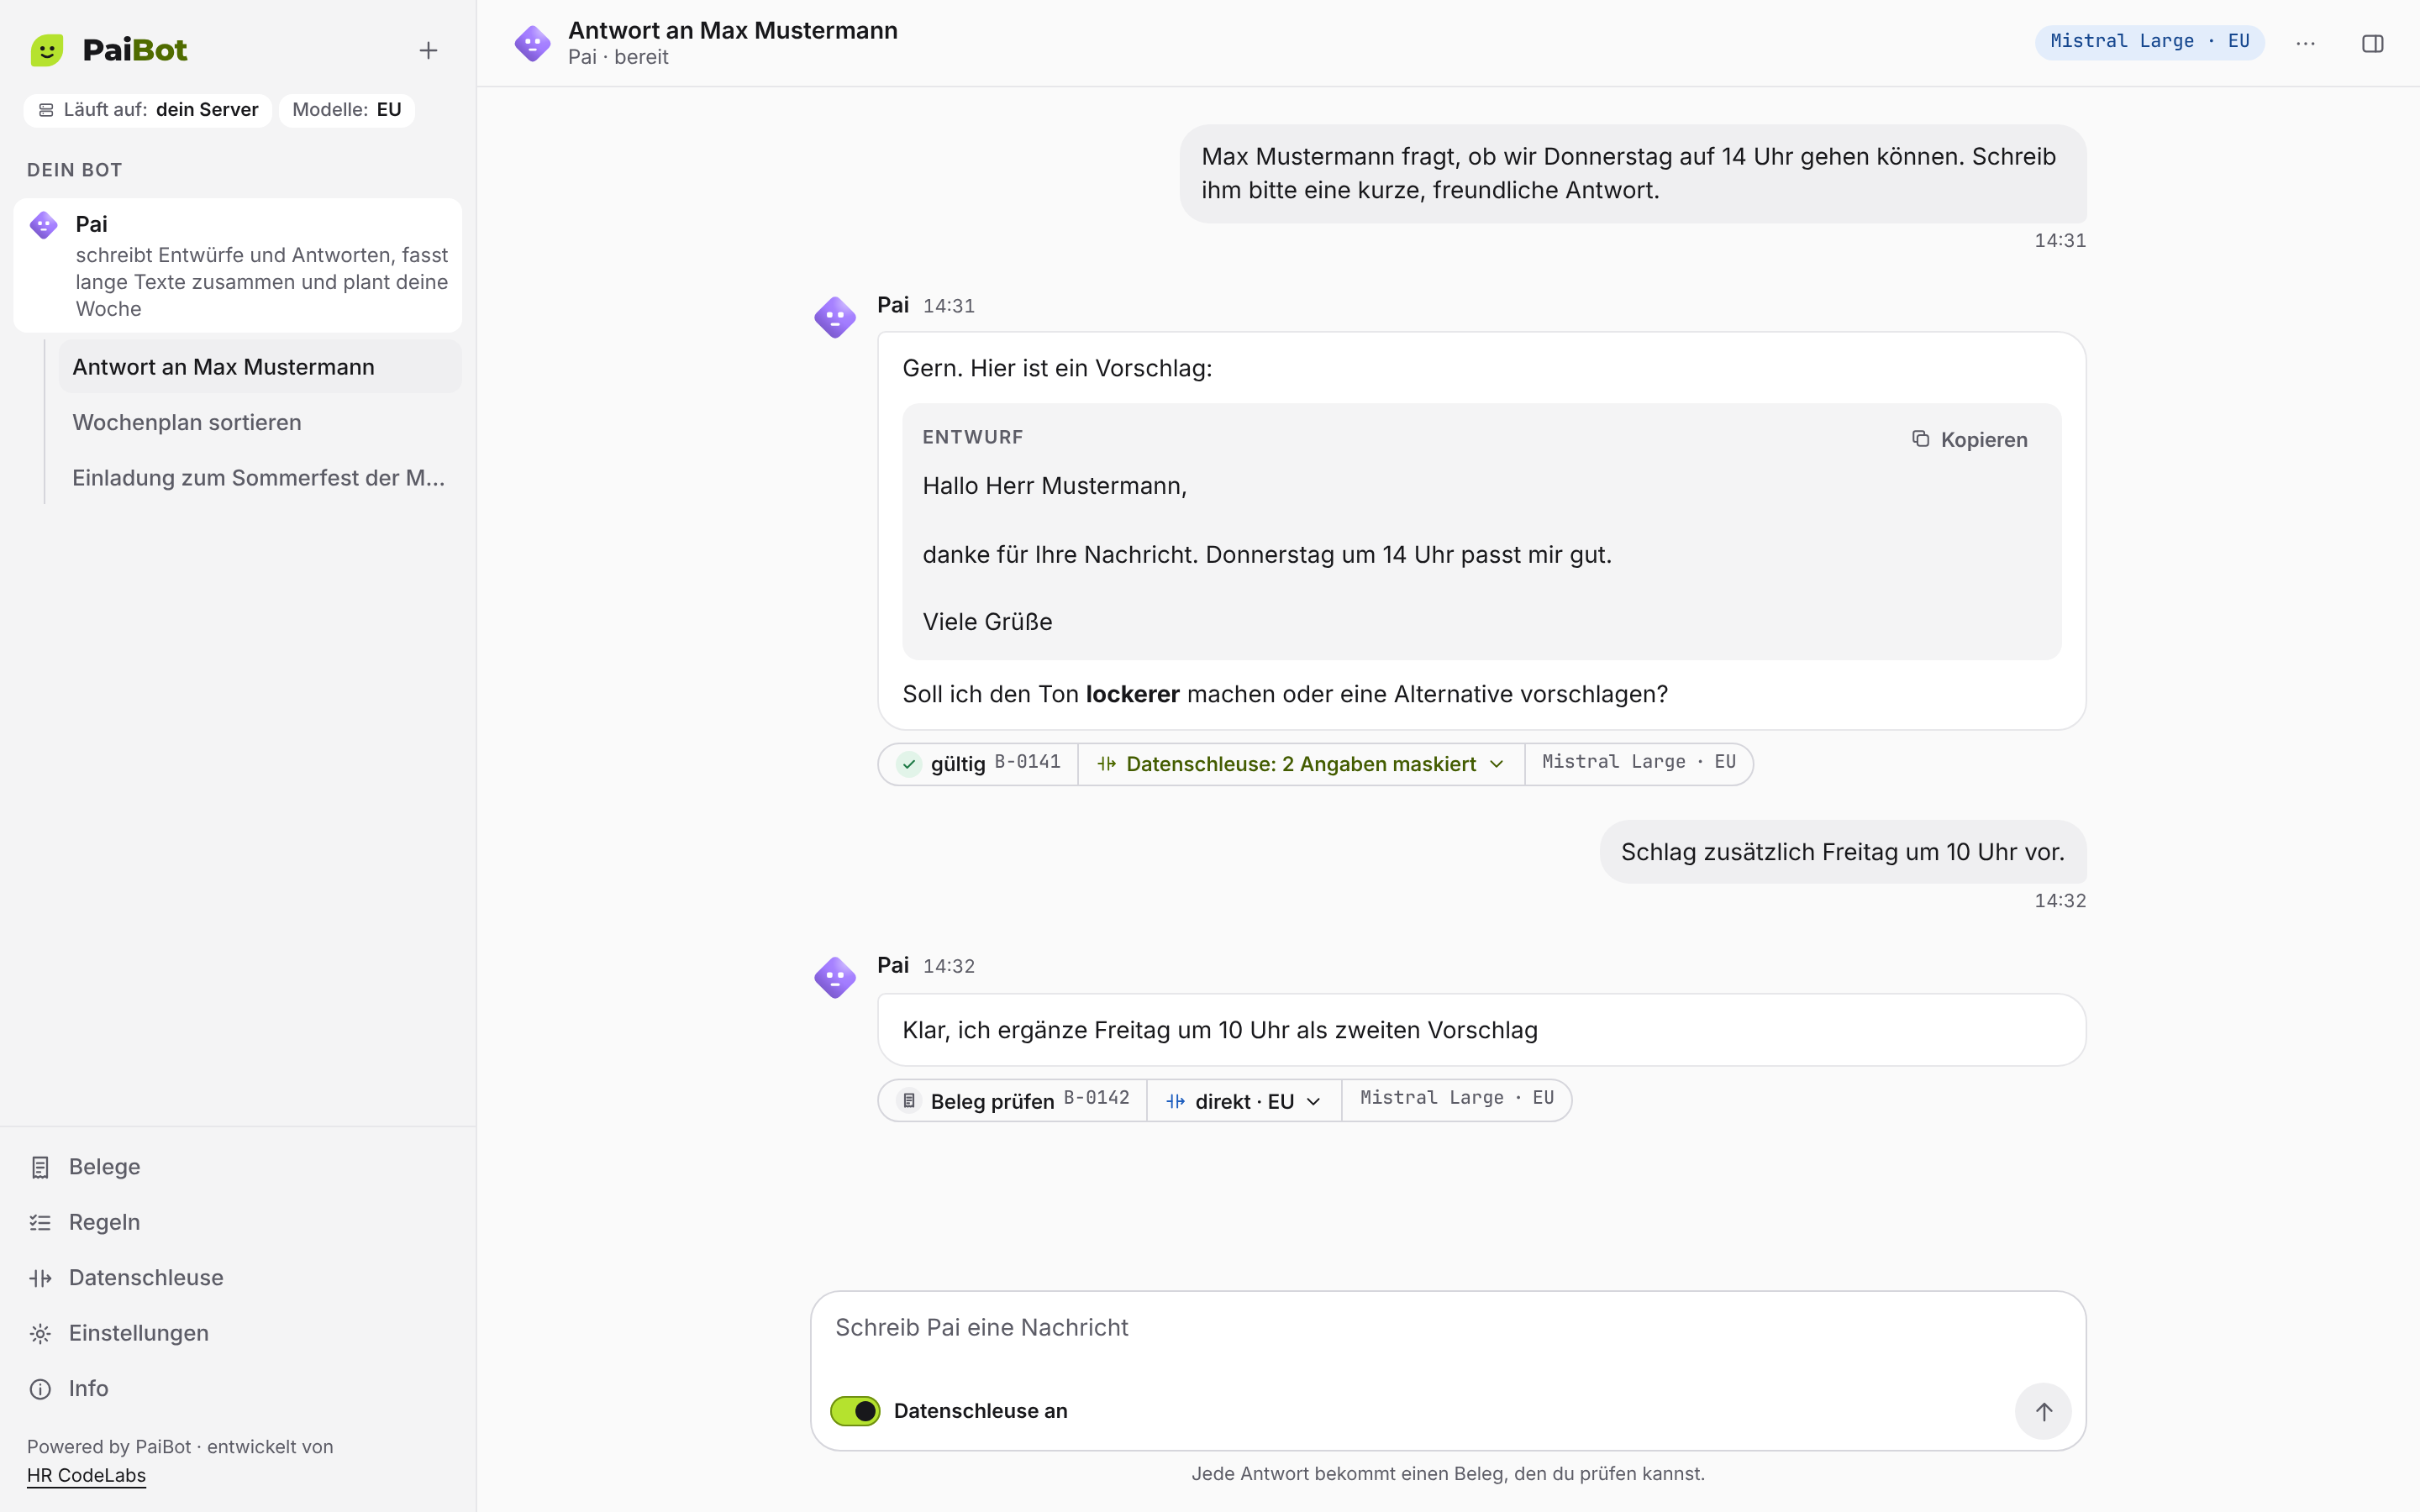 PaiBot
Läuft auf: dein Server
Modelle: EU
DEIN BOT
Pai
schreibt Entwürfe und Antworten, fasst
lange Texte zusammen und plant deine
Woche
Antwort an Max Mustermann
Wochenplan sortieren
Einladung zum Sommerfest der M...
Belege
Regeln
Datenschleuse
Einstellungen
Info
Powered by PaiBot · entwickelt von
HR CodeLabs
Antwort an Max Mustermann
Pai · bereit
Mistral Large · EU
Max Mustermann fragt, ob wir Donnerstag auf 14 Uhr gehen können. Schreib
ihm bitte eine kurze, freundliche Antwort.
14:31
Pai 14:31
Gern. Hier ist ein Vorschlag:
ENTWURF
Kopieren
Hallo Herr Mustermann,
danke für Ihre Nachricht. Donnerstag um 14 Uhr passt mir gut.
Viele Grüße
Soll ich den Ton lockerer machen oder eine Alternative vorschlagen?
gültig B-0141
Datenschleuse: 2 Angaben maskiert
Mistral Large · EU
Schlag zusätzlich Freitag um 10 Uhr vor.
14:32
Pai 14:32
Klar, ich ergänze Freitag um 10 Uhr als zweiten Vorschlag
Beleg prüfen B-0142
direkt · EU
Mistral Large · EU
Schreib Pai eine Nachricht
Datenschleuse an
Jede Antwort bekommt einen Beleg, den du prüfen kannst.